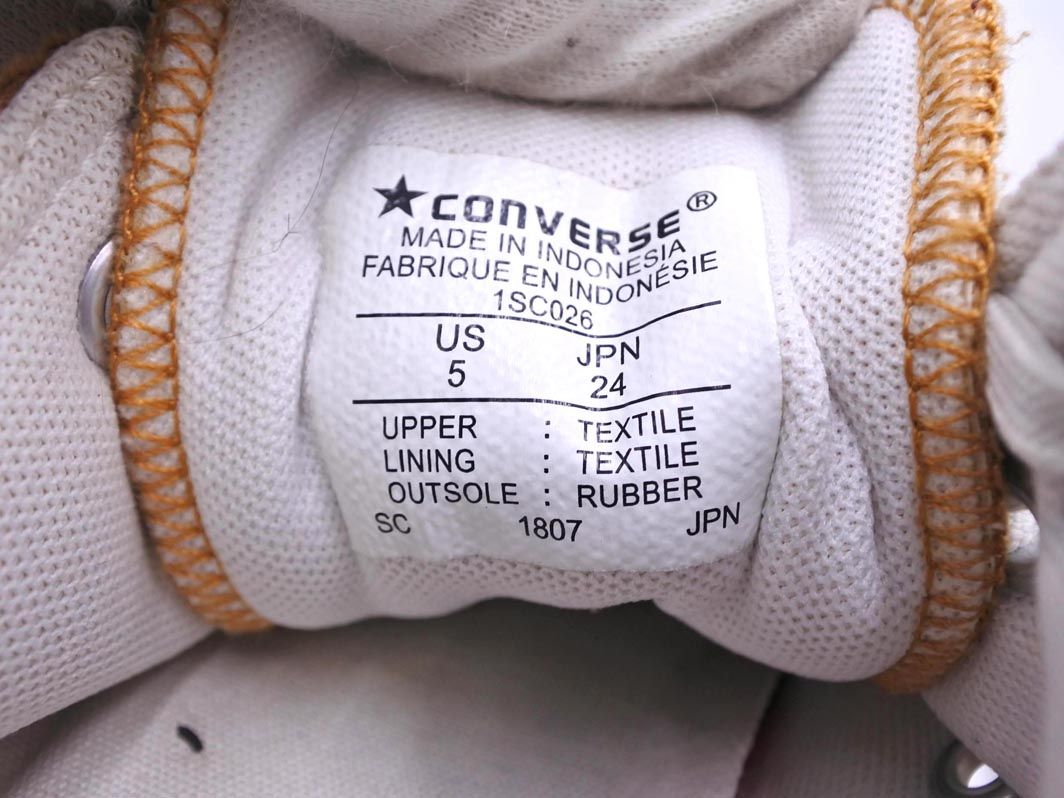 ★CONVERSE®
MADE IN INDONESIA
FABRIQUE EN INDONÉSIE
1SC026
US JPN
5 24
UPPER : TEXTILE
LINING : TEXTILE
OUTSOLE : RUBBER
SC 1807 JPN